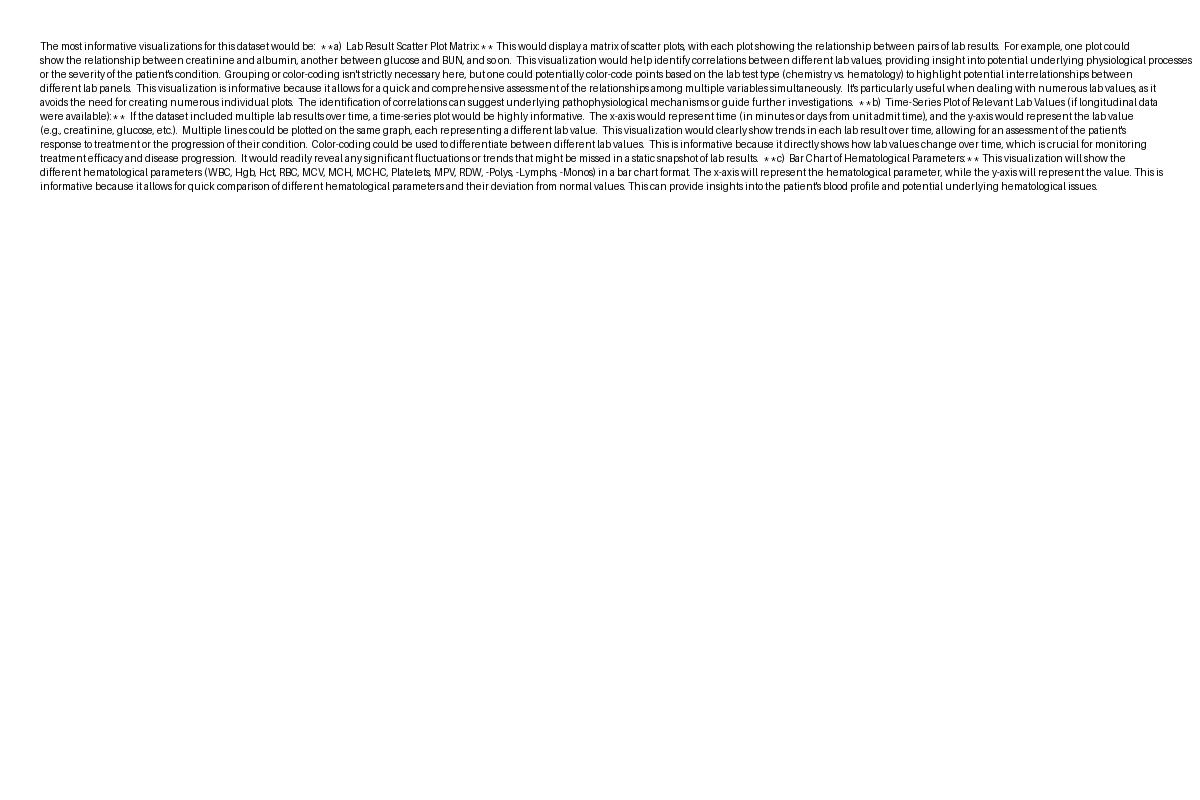 The most informative visualizations for this dataset would be:  **a)  Lab Result Scatter Plot Matrix:** This would display a matrix of scatter plots, with each plot showing the relationship between pairs of lab results.  For example, one plot could
show the relationship between creatinine and albumin, another between glucose and BUN, and so on.  This visualization would help identify correlations between different lab values, providing insight into potential underlying physiological processes
or the severity of the patient's condition.  Grouping or color-coding isn't strictly necessary here, but one could potentially color-code points based on the lab test type (chemistry vs. hematology) to highlight potential interrelationships between
different lab panels.  This visualization is informative because it allows for a quick and comprehensive assessment of the relationships among multiple variables simultaneously.  It's particularly useful when dealing with numerous lab values, as it
avoids the need for creating numerous individual plots.  The identification of correlations can suggest underlying pathophysiological mechanisms or guide further investigations.  **b)  Time-Series Plot of Relevant Lab Values (if longitudinal data
were available):**  If the dataset included multiple lab results over time, a time-series plot would be highly informative.  The x-axis would represent time (in minutes or days from unit admit time), and the y-axis would represent the lab value
(e.g., creatinine, glucose, etc.).  Multiple lines could be plotted on the same graph, each representing a different lab value.  This visualization would clearly show trends in each lab result over time, allowing for an assessment of the patient's
response to treatment or the progression of their condition.  Color-coding could be used to differentiate between different lab values.  This is informative because it directly shows how lab values change over time, which is crucial for monitoring
treatment efficacy and disease progression.  It would readily reveal any significant fluctuations or trends that might be missed in a static snapshot of lab results.  **c)  Bar Chart of Hematological Parameters:** This visualization will show the
different hematological parameters (WBC, Hgb, Hct, RBC, MCV, MCH, MCHC, Platelets, MPV, RDW, -Polys, -Lymphs, -Monos) in a bar chart format. The x-axis will represent the hematological parameter, while the y-axis will represent the value. This is
informative because it allows for quick comparison of different hematological parameters and their deviation from normal values. This can provide insights into the patient's blood profile and potential underlying hematological issues.